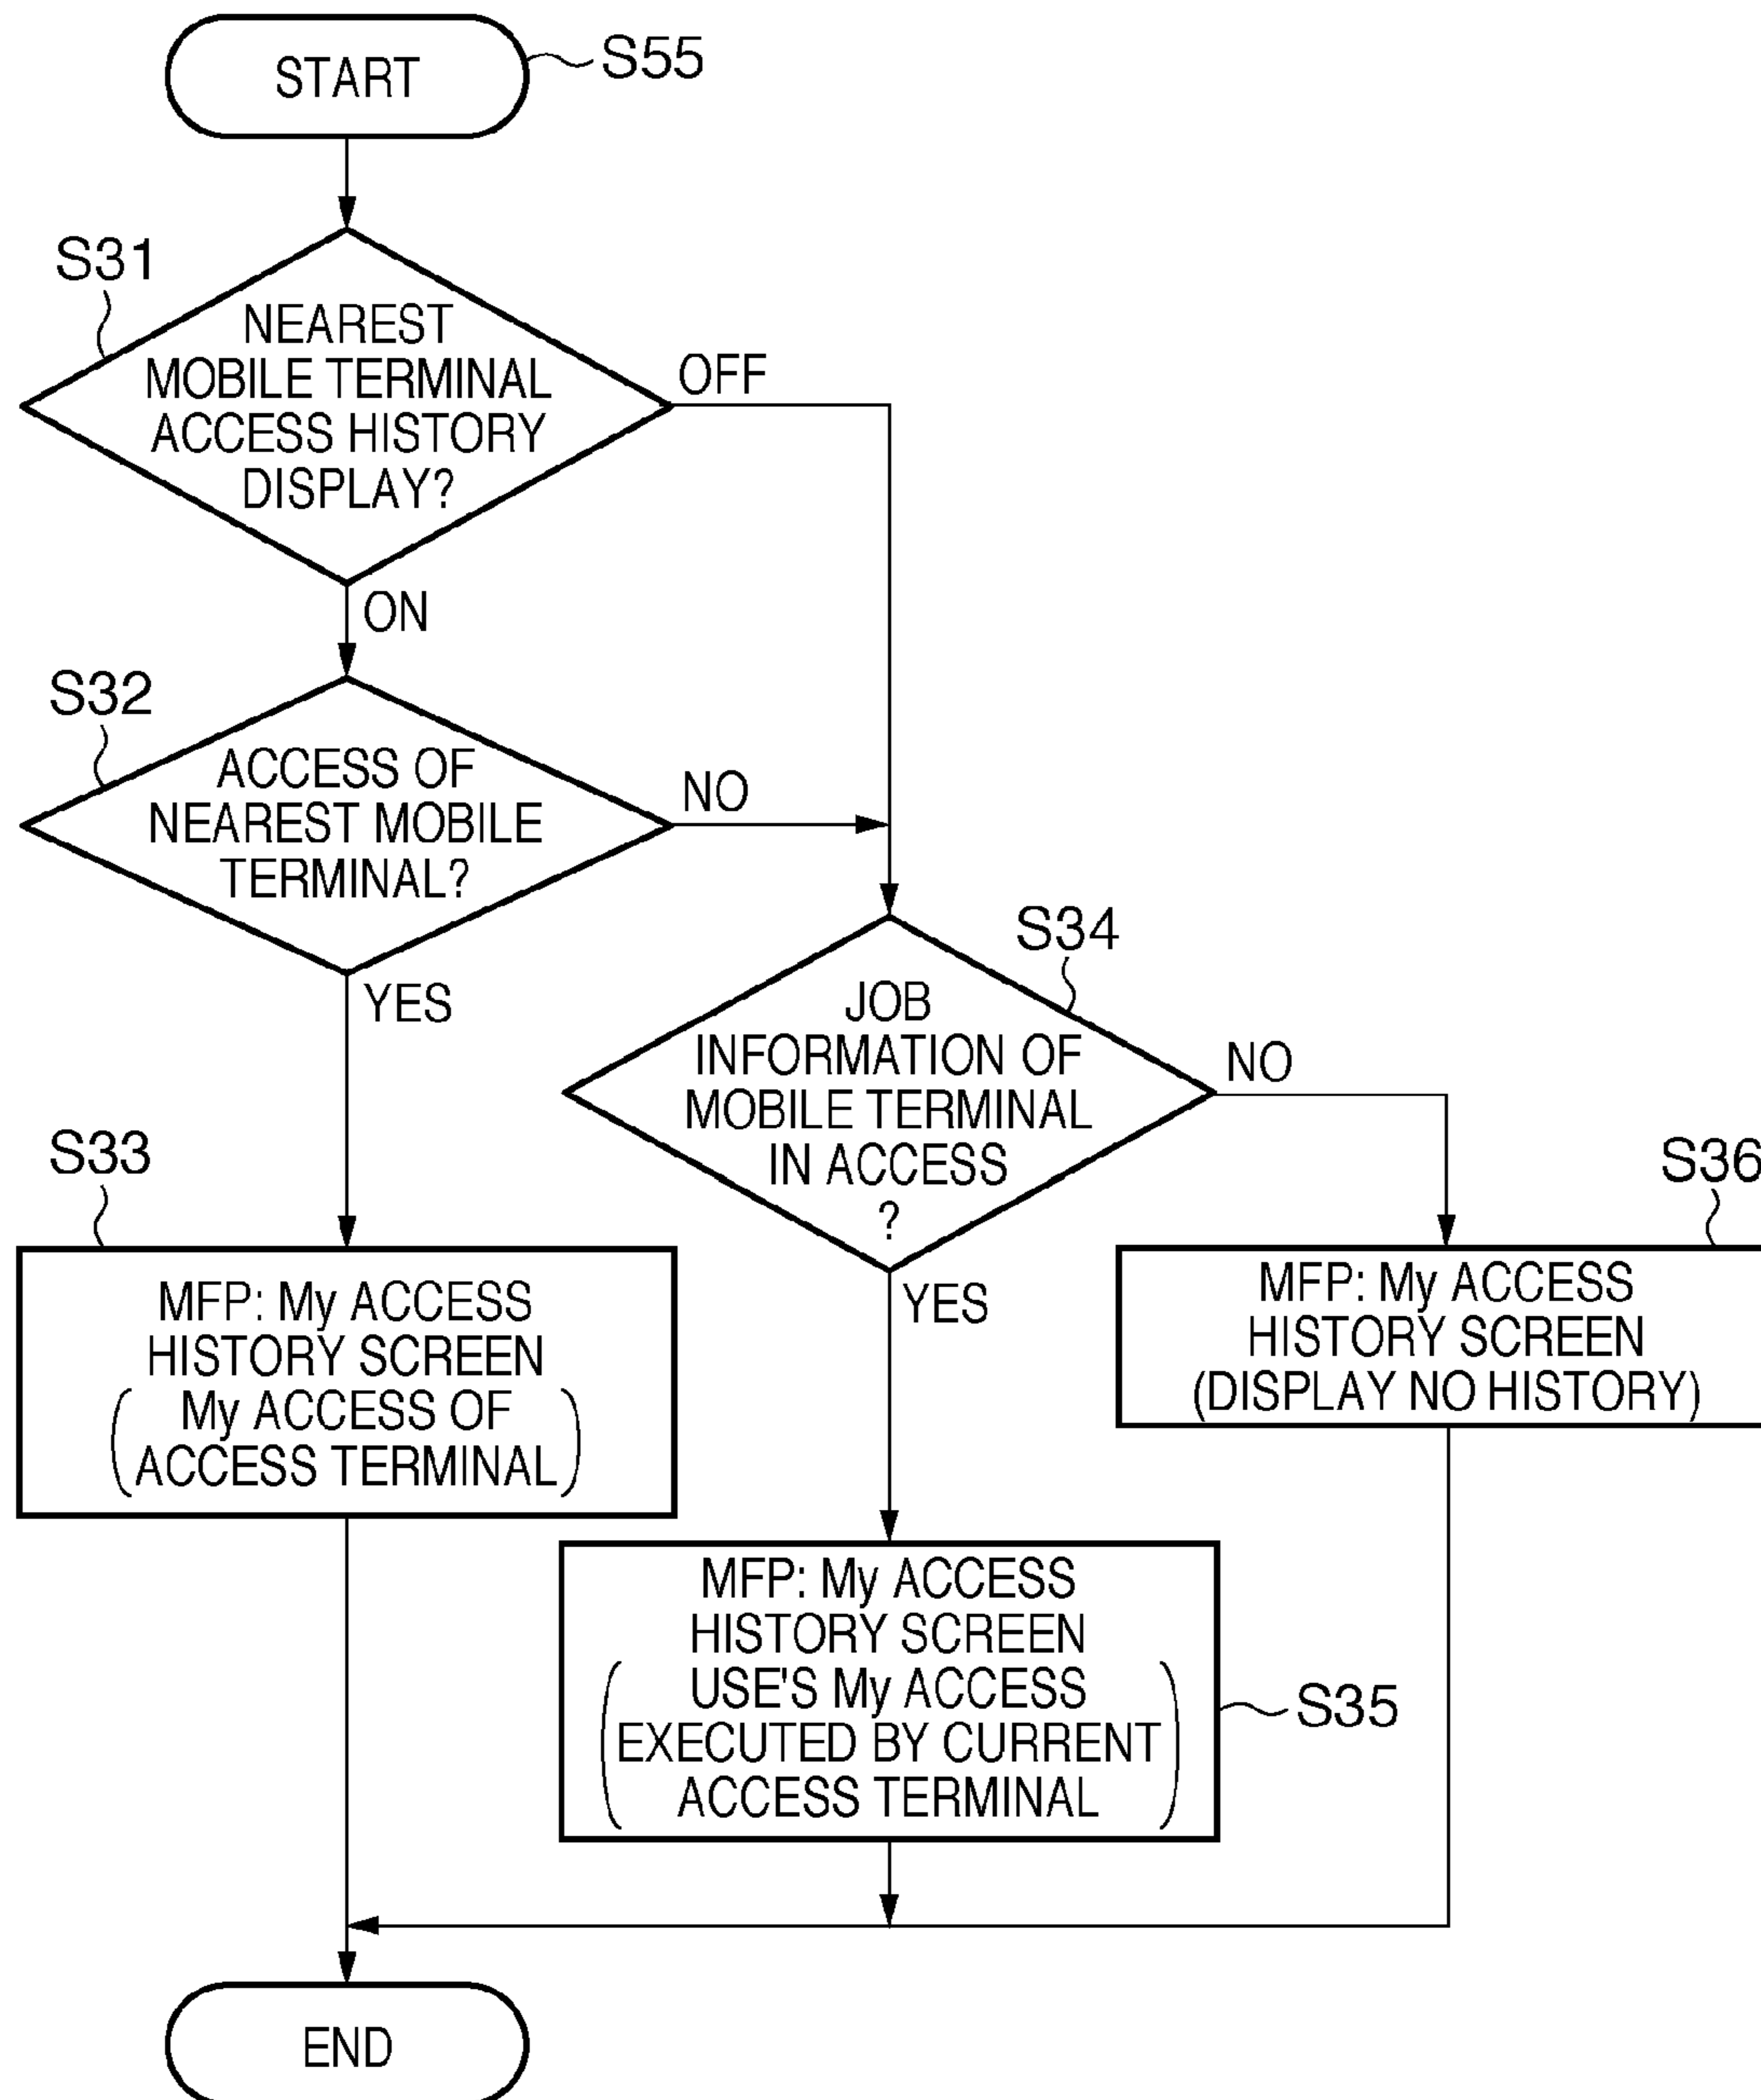 START
S55
S31
NEAREST
MOBILE TERMINAL
ACCESS HISTORY
DISPLAY?
OFF
ON
S32
ACCESS OF
NEAREST MOBILE
TERMINAL?
NO
YES
S34
JOB
INFORMATION OF
MOBILE TERMINAL
IN ACCESS
?
NO
YES
S33
MFP: My ACCESS
HISTORY SCREEN
(My ACCESS OF
ACCESS TERMINAL)
S36
MFP: My ACCESS
HISTORY SCREEN
(DISPLAY NO HISTORY)
MFP: My ACCESS
HISTORY SCREEN
(USE'S My ACCESS
EXECUTED BY CURRENT
ACCESS TERMINAL)
S35
END